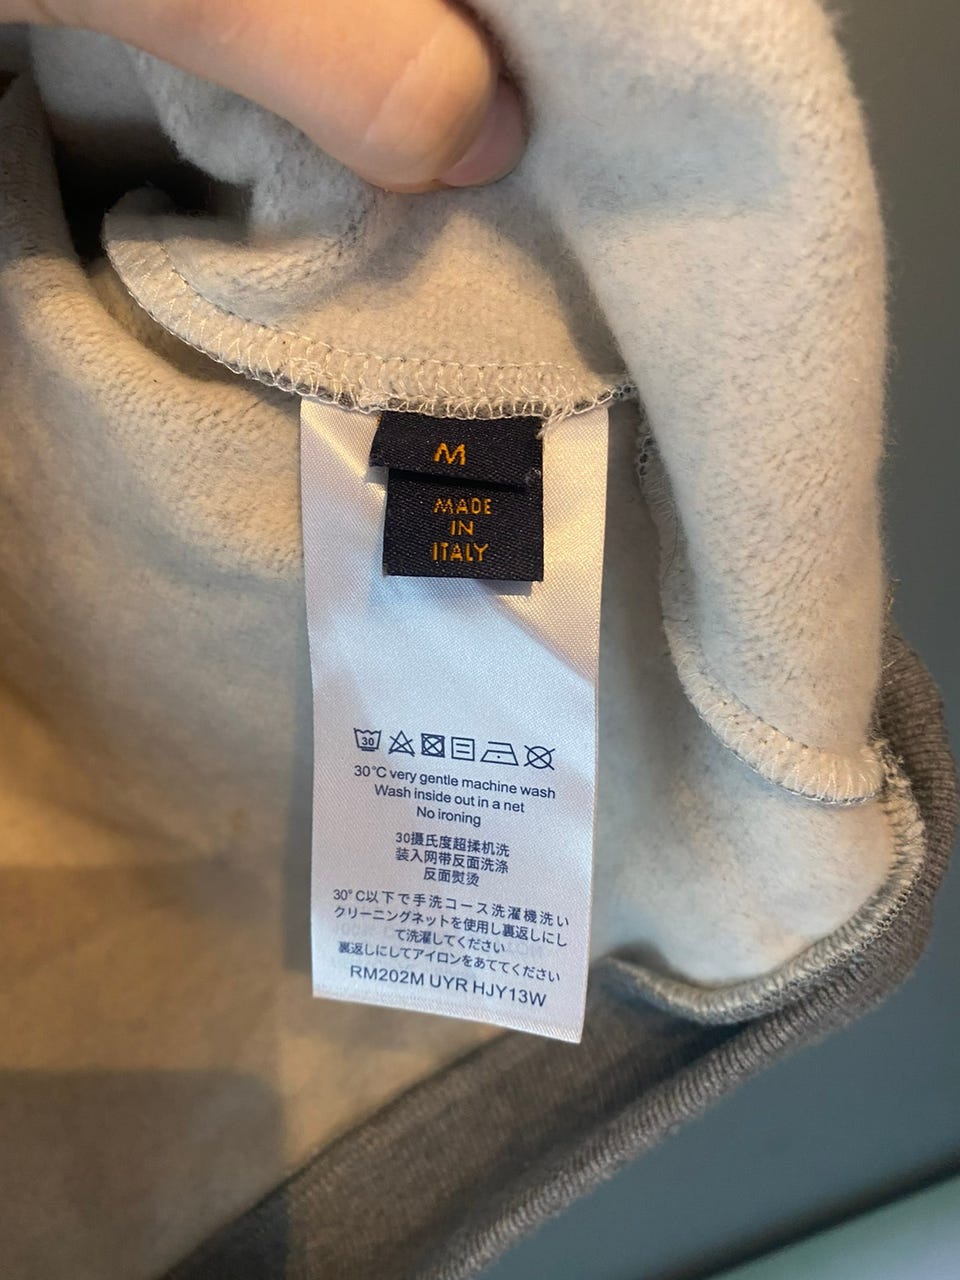 M
MADE
IN
ITALY
30
30°C very gentle machine wash
Wash inside out in a net
No ironing
30摄氏度超揉机洗
装入网带反面洗涤
反面熨烫
30°C以下で手洗コース洗濯機洗い
クリーニングネットを使用し裏返しにし
て洗濯してください
裏返しにしてアイロンをあててください
RM202M UYR HJY13W